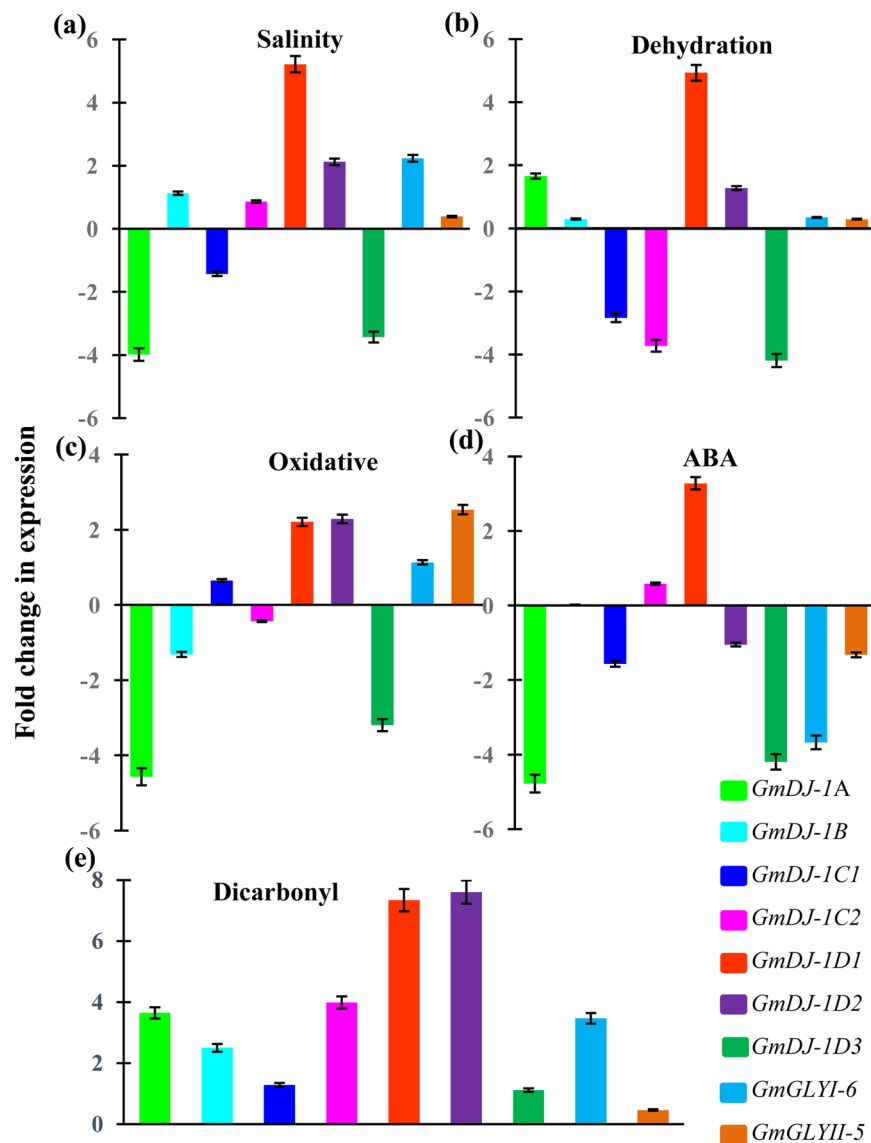 (a)
Salinity
6
4
2
0
-2
-4
-6
(b)
Dehydration
6
4
2
0
-2
-4
-6
Fold change in expression
(c)
Oxidative
4
2
0
-2
-4
-6
(d)
ABA
4
2
0
-2
-4
-6
(e)
Dicarbonyl
8
6
4
2
0
GmDJ-1A
GmDJ-1B
GmDJ-1C1
GmDJ-1C2
GmDJ-1D1
GmDJ-1D2
GmDJ-1D3
GmGLYI-6
GmGLYII-5